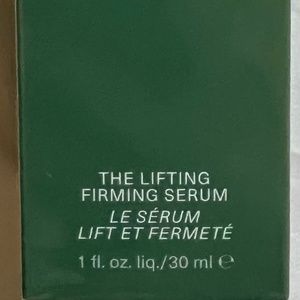 THE LIFTING
FIRMING SERUM
LE SÉRUM
LIFT ET FERMETÉ
1 fl. oz. liq./30 ml ℮